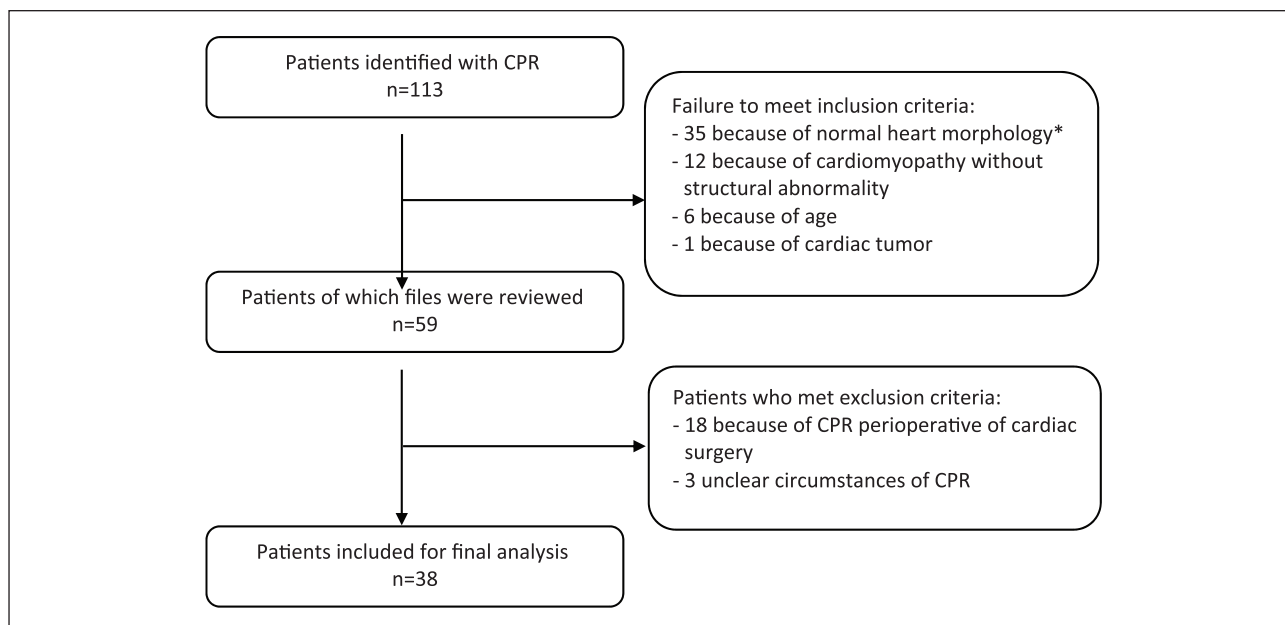 Patients identified with CPR
n=113
Failure to meet inclusion criteria:
- 35 because of normal heart morphology*
- 12 because of cardiomyopathy without
structural abnormality
- 6 because of age
- 1 because of cardiac tumor
Patients of which files were reviewed
n=59
Patients who met exclusion criteria:
- 18 because of CPR perioperative of cardiac
surgery
- 3 unclear circumstances of CPR
Patients included for final analysis
n=38